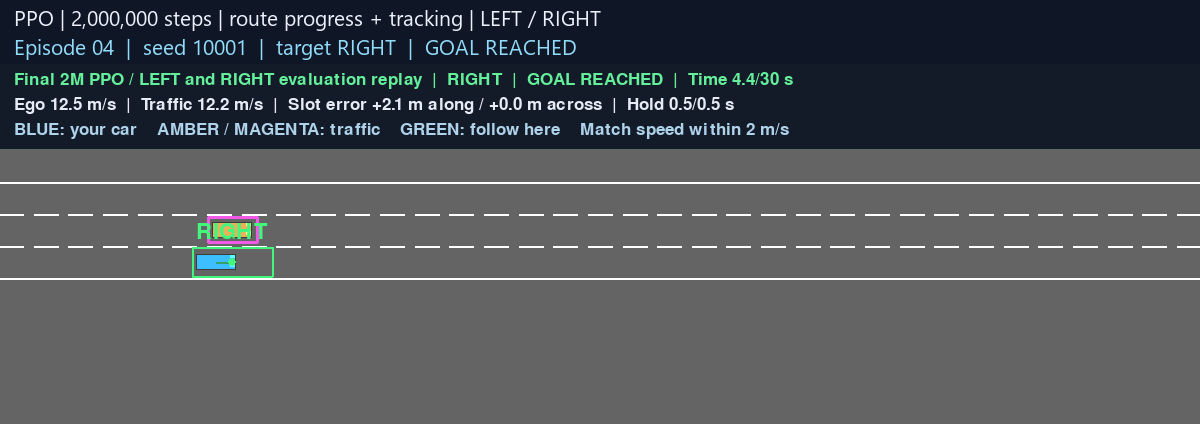 PPO | 2,000,000 steps | route progress + tracking | LEFT / RIGHT
Episode 04 | seed 10001 | target RIGHT | GOAL REACHED
Final 2M PPO / LEFT and RIGHT evaluation replay | RIGHT | GOAL REACHED | Time 4.4/30 s
Ego 12.5 m/s | Traffic 12.2 m/s | Slot error +2.1 m along / +0.0 m across | Hold 0.5/0.5 s
BLUE: your car AMBER / MAGENTA: traffic GREEN: follow here Match speed within 2 m/s
RIGHT